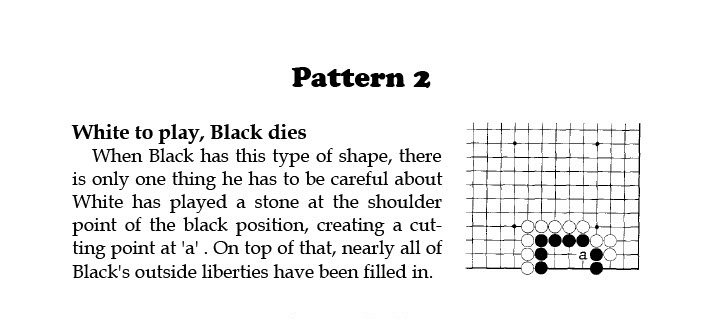 Pattern 2
White to play, Black dies
When Black has this type of shape, there
is only one thing he has to be careful about
White has played a stone at the shoulder
point of the black position, creating a cut-
ting point at 'a' . On top of that, nearly all of
Black's outside liberties have been filled in.
a